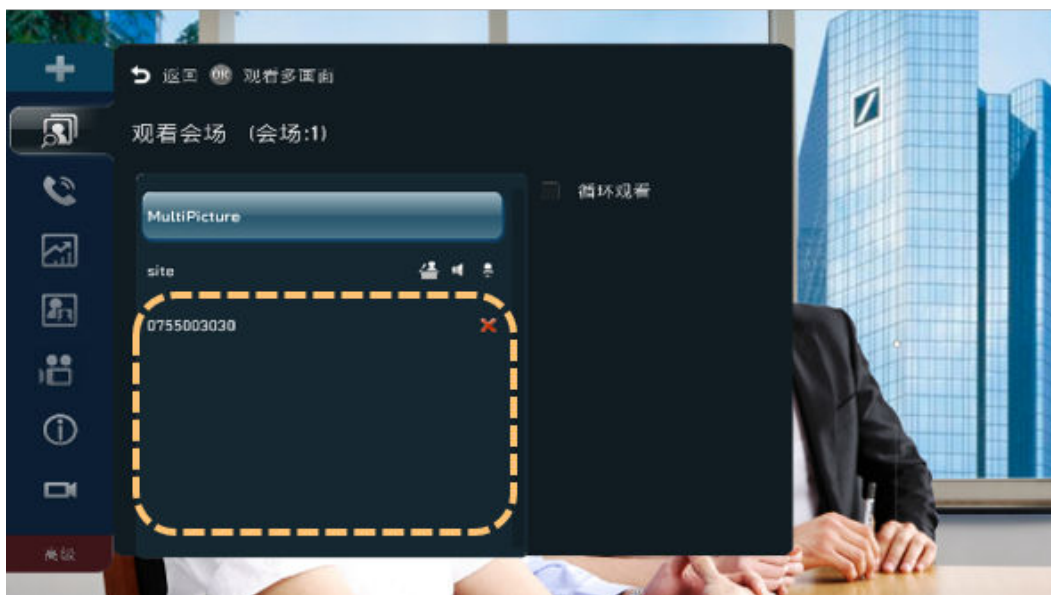 返回 OK 观看多画面
观看会场 (会场:1)
MultiPicture
循环观看
site
0755003030
高级